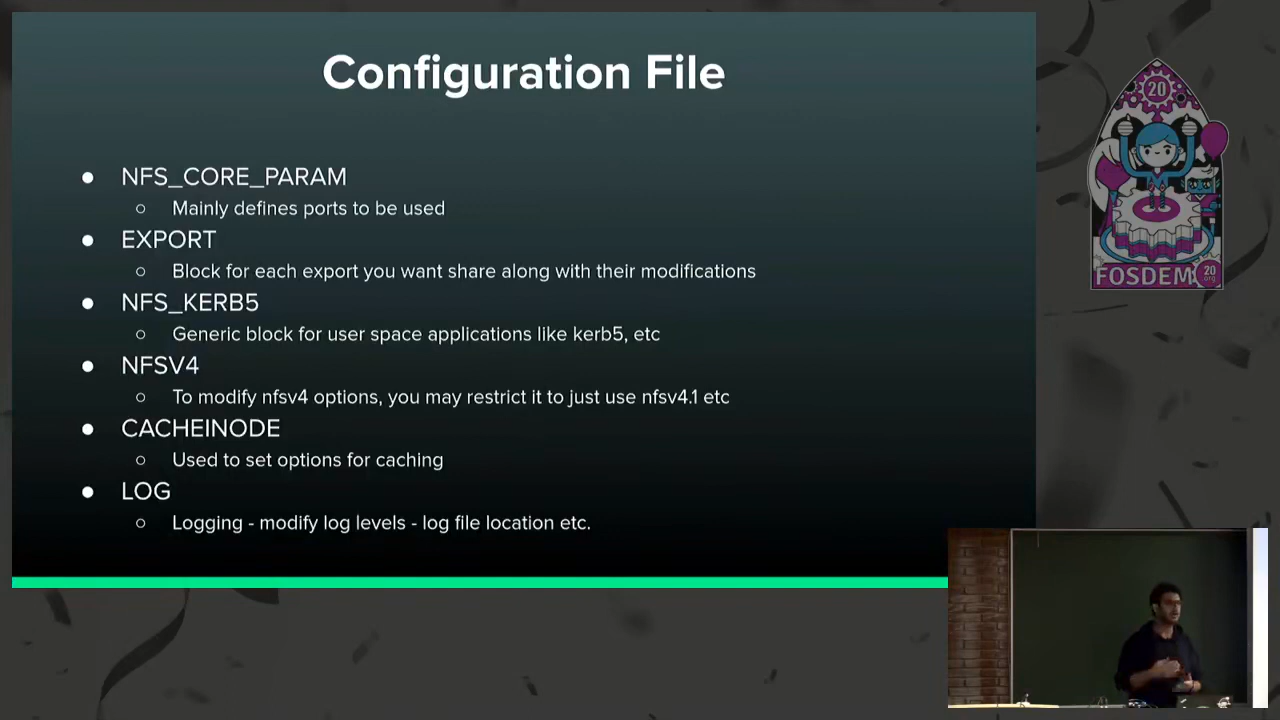 Configuration File
● NFS_CORE_PARAM
○ Mainly defines ports to be used
● EXPORT
○ Block for each export you want share along with their modifications
● NFS_KERB5
○ Generic block for user space applications like kerb5, etc
● NFSV4
○ To modify nfsv4 options, you may restrict it to just use nfsv4.1 etc
● CACHEINODE
○ Used to set options for caching
● LOG
○ Logging - modify log levels - log file location etc.
20
FOSDEM
20
org